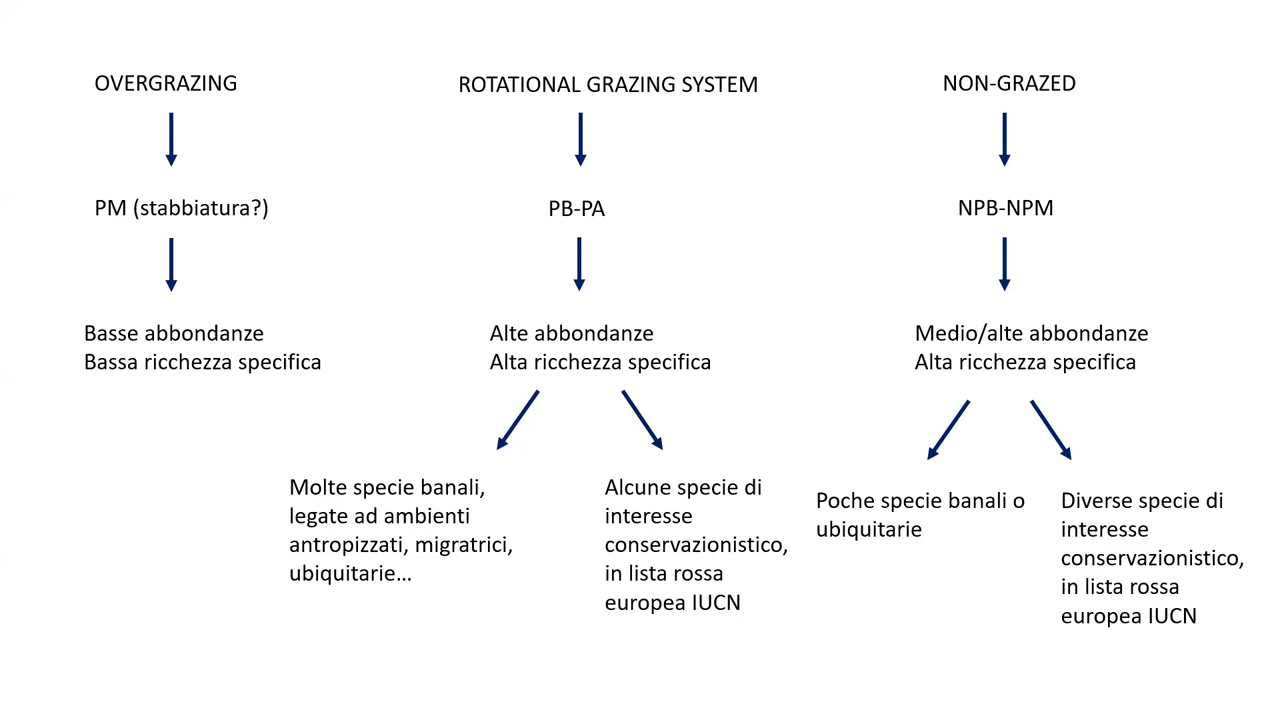 OVERGRAZING
PM (stabbiatura?)
Basse abbondanze
Bassa ricchezza specifica
ROTATIONAL GRAZING SYSTEM
PB-PA
Alte abbondanze
Alta ricchezza specifica
Molte specie banali,
legate ad ambienti
antropizzati, migratrici,
ubiquitarie...
Alcune specie di
interesse
conservazionistico,
in lista rossa
europea IUCN
NON-GRAZED
NPB-NPM
Medio/alte abbondanze
Alta ricchezza specifica
Poche specie banali o
ubiquitarie
Diverse specie di
interesse
conservazionistico,
in lista rossa
europea IUCN